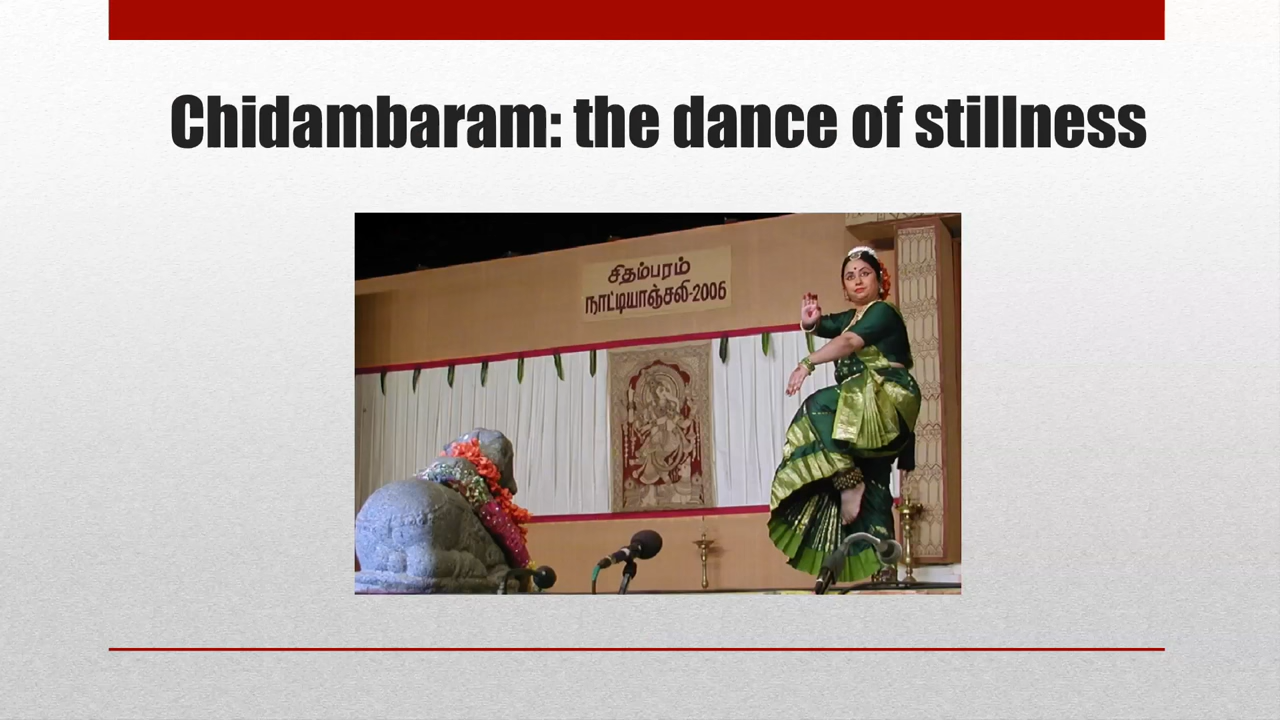 Chidambaram: the dance of stillness
சிதம்பரம்
நாட்டியாஞ்சலி-2006